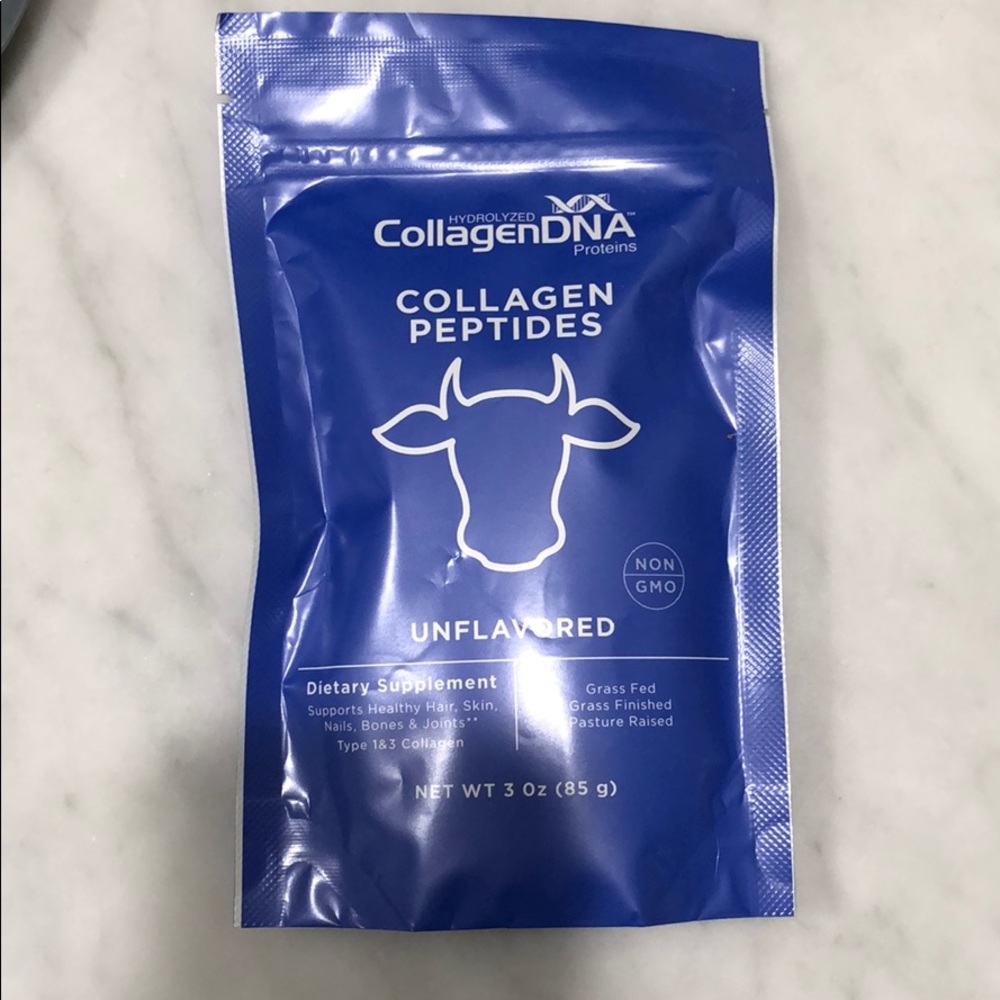 HYDROLYZED
CollagenDNA™
Proteins
COLLAGEN
PEPTIDES
NON
GMO
UNFLAVORED
Dietary Supplement
Supports Healthy Hair, Skin,
Nails, Bones & Joints**
Type 1&3 Collagen
Grass Fed
Grass Finished
Pasture Raised
NET WT 3 Oz (85 g)